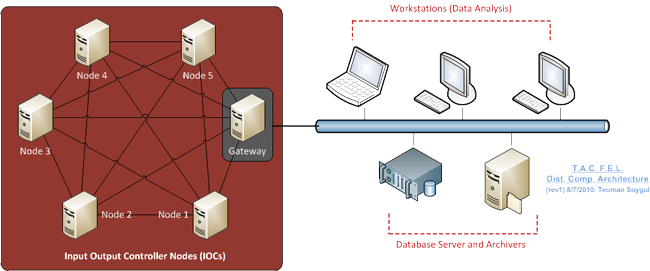 Workstations (Data Analysis)
Node 4
Node 5
Node 3
Gateway
Node 2
Node 1
Input Output Controller Nodes (IOCs)
T.A.C. F.E.L.
Dist. Comp. Architecture
(rev1) 8/7/2010. Teoman Soygul
Database Server and Archivers